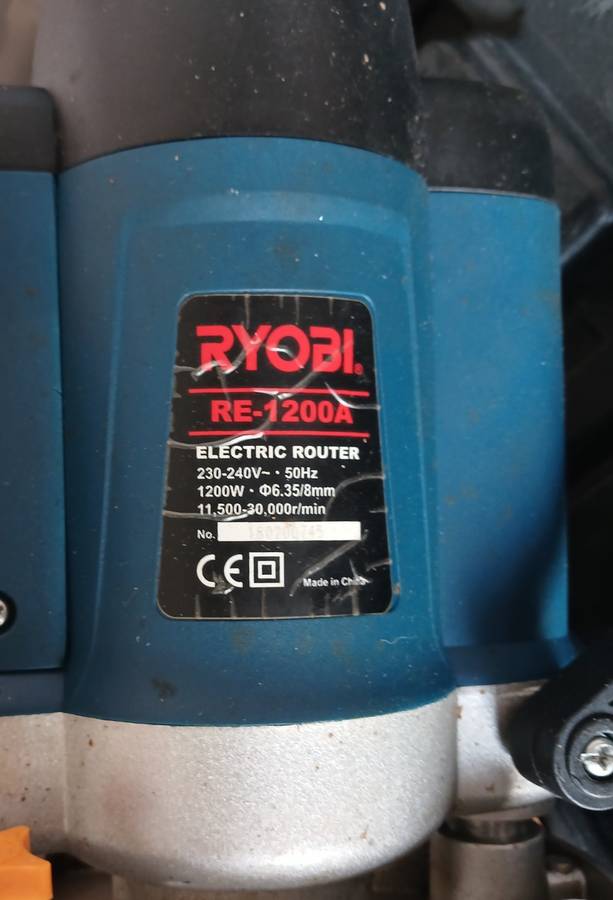 RYOBI®
RE-1200A
ELECTRIC ROUTER
230-240V~ · 50Hz
1200W · Φ6.35/8mm
11,500-30,000r/min
No.
CE
Made in China